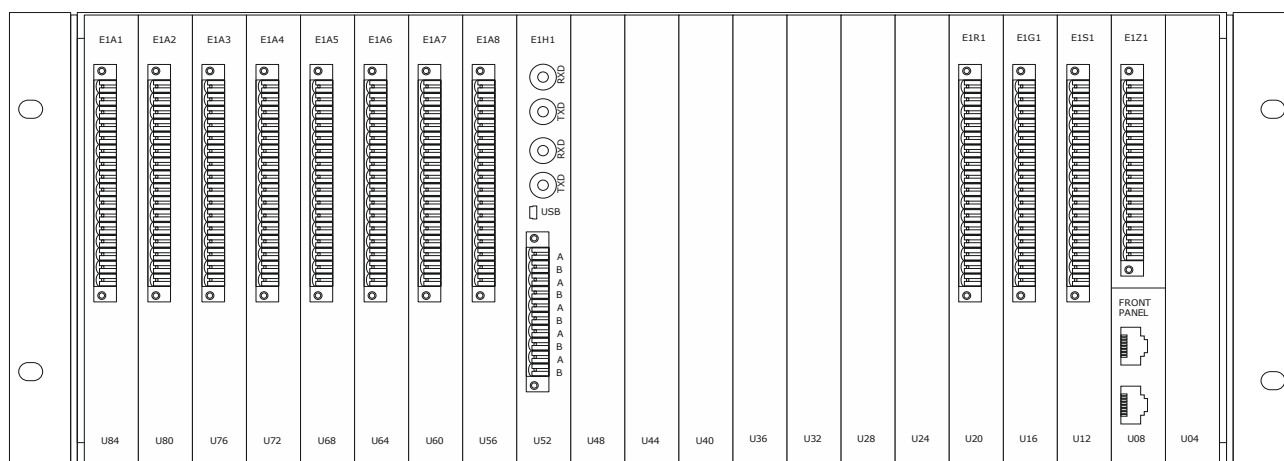 E1A1 E1A2 E1A3 E1A4 E1A5 E1A6 E1A7 E1A8 E1H1 E1R1 E1G1 E1S1 E1Z1
RXD
TXD
RXD
TXD
USB
A
B
A
B
A
B
A
B
A
B
FRONT
PANEL
U84 U80 U76 U72 U68 U64 U60 U56 U52 U48 U44 U40 U36 U32 U28 U24 U20 U16 U12 U08 U04